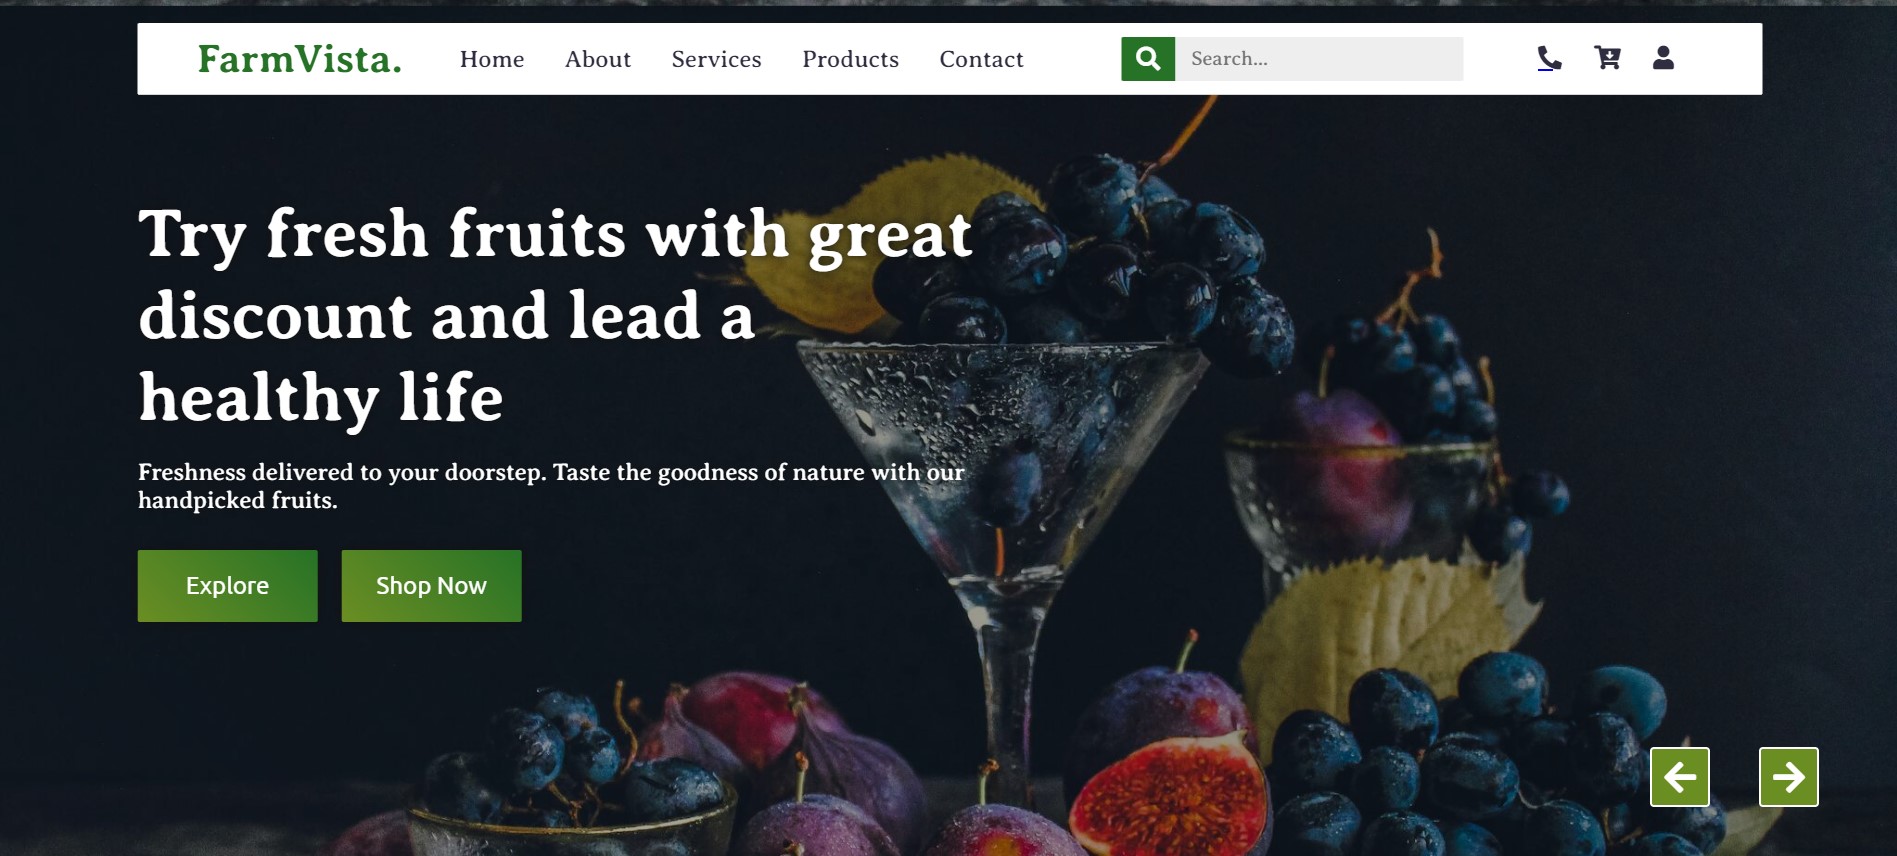 FarmVista. Home About Services Products Contact Search...
Try fresh fruits with great
discount and lead a
healthy life
Freshness delivered to your doorstep. Taste the goodness of nature with our
handpicked fruits.
Explore Shop Now